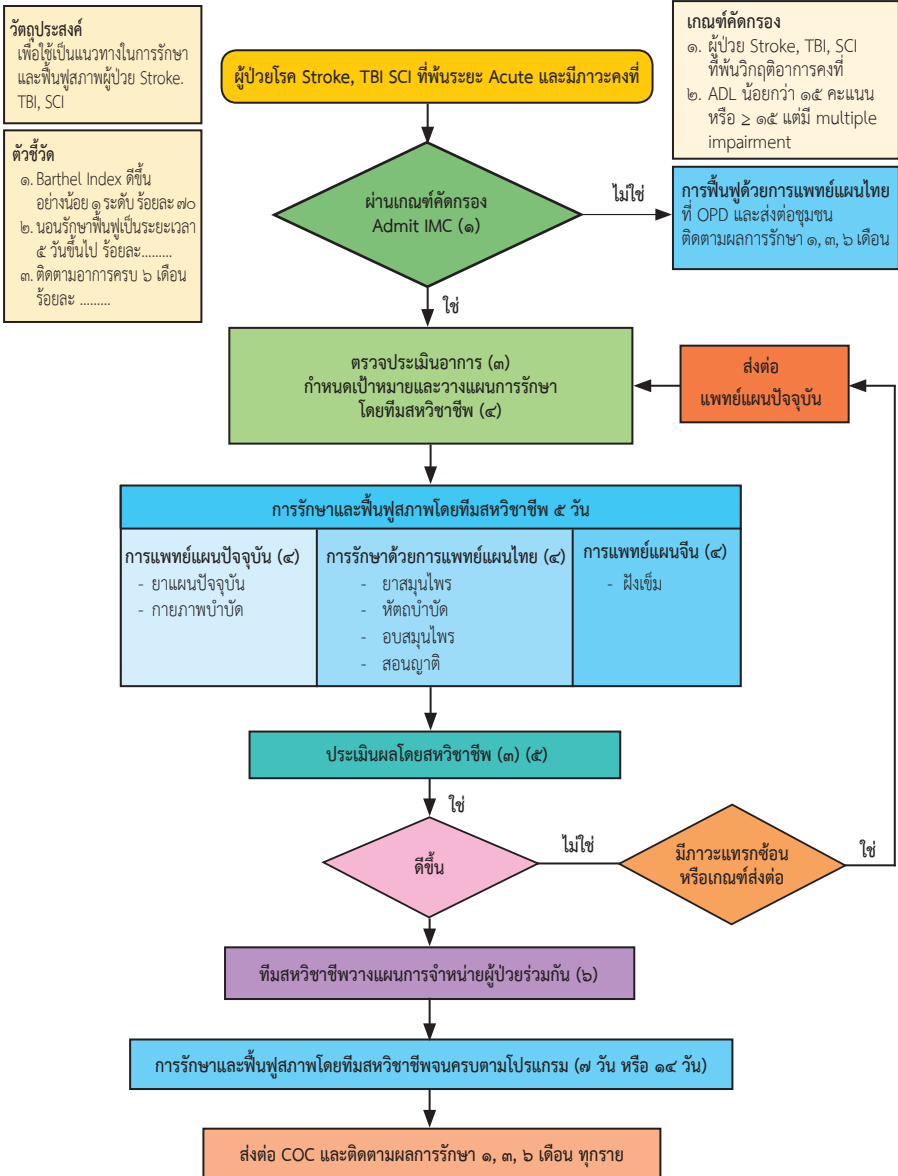 วัตถุประสงค์
เพื่อใช้เป็นแนวทางในการรักษา
และฟื้นฟูสภาพผู้ป่วย Stroke.
TBI, SCI
ตัวชี้วัด
๑. Barthel Index ดีขึ้น
อย่างน้อย ๑ ระดับ ร้อยละ ๗๐
๒. นอนรักษาฟื้นฟูเป็นระยะเวลา
๕ วันขึ้นไป ร้อยละ.........
๓. ติดตามอาการครบ ๖ เดือน
ร้อยละ .........
ผู้ป่วยโรค Stroke, TBI SCI ที่พ้นระยะ Acute และมีภาวะคงที่
เกณฑ์คัดกรอง
๑. ผู้ป่วย Stroke, TBI, SCI
ที่พ้นวิกฤติอาการคงที่
๒. ADL น้อยกว่า ๑๕ คะแนน
หรือ ≥ ๑๕ แต่มี multiple
impairment
ผ่านเกณฑ์คัดกรอง
Admit IMC (๑)
ไม่ใช่
การฟื้นฟูด้วยการแพทย์แผนไทย
ที่ OPD และส่งต่อชุมชน
ติดตามผลการรักษา ๑, ๓, ๖ เดือน
ใช่
ตรวจประเมินอาการ (๓)
กำหนดเป้าหมายและวางแผนการรักษา
โดยทีมสหวิชาชีพ (๔)
ส่งต่อ
แพทย์แผนปัจจุบัน
การรักษาและฟื้นฟูสภาพโดยทีมสหวิชาชีพ ๕ วัน
การแพทย์แผนปัจจุบัน (๔)
- ยาแผนปัจจุบัน
- กายภาพบำบัด
การรักษาด้วยการแพทย์แผนไทย (๔)
- ยาสมุนไพร
- หัตถบำบัด
- อบสมุนไพร
- สอนญาติ
การแพทย์แผนจีน (๔)
- ฝังเข็ม
ประเมินผลโดยสหวิชาชีพ (๓) (๕)
ใช่
ดีขึ้น
ไม่ใช่
มีภาวะแทรกซ้อน
หรือเกณฑ์ส่งต่อ
ใช่
ทีมสหวิชาชีพวางแผนการจำหน่ายผู้ป่วยร่วมกัน (๖)
การรักษาและฟื้นฟูสภาพโดยทีมสหวิชาชีพจนครบตามโปรแกรม (๗ วัน หรือ ๑๔ วัน)
ส่งต่อ COC และติดตามผลการรักษา ๑, ๓, ๖ เดือน ทุกราย